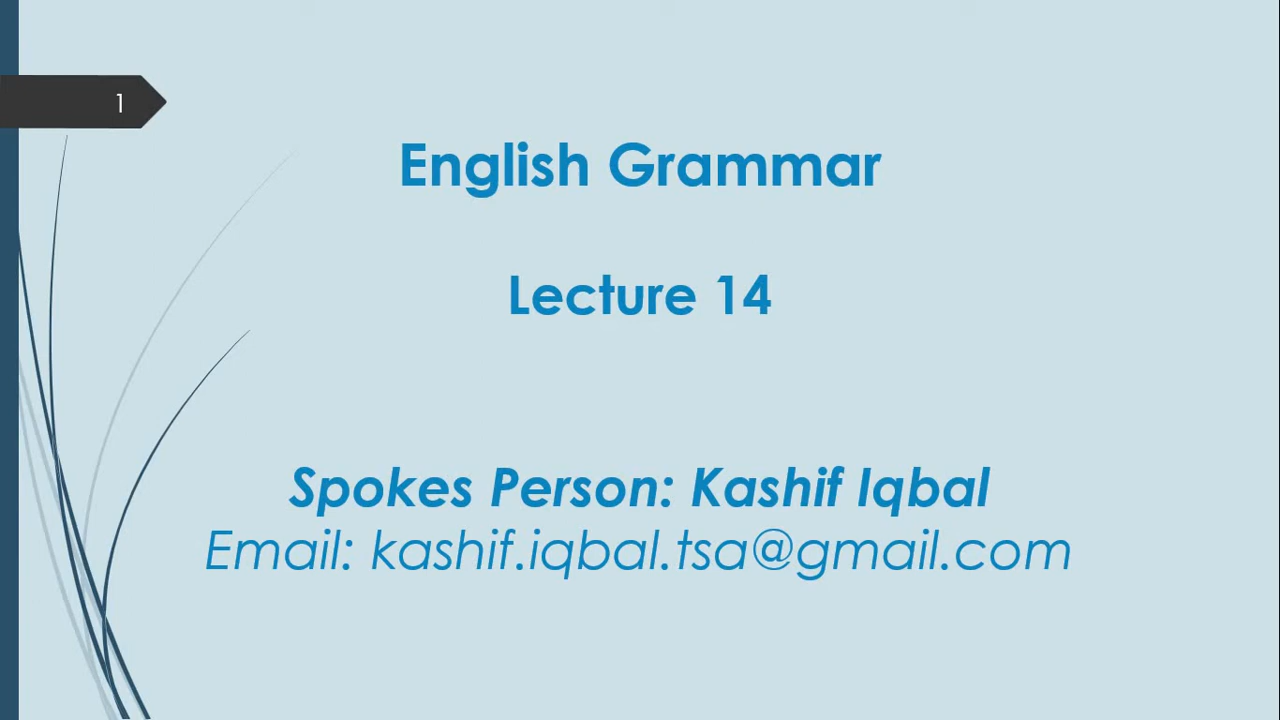 1
English Grammar
Lecture 14
Spokes Person: Kashif Iqbal
Email: kashif.iqbal.tsa@gmail.com